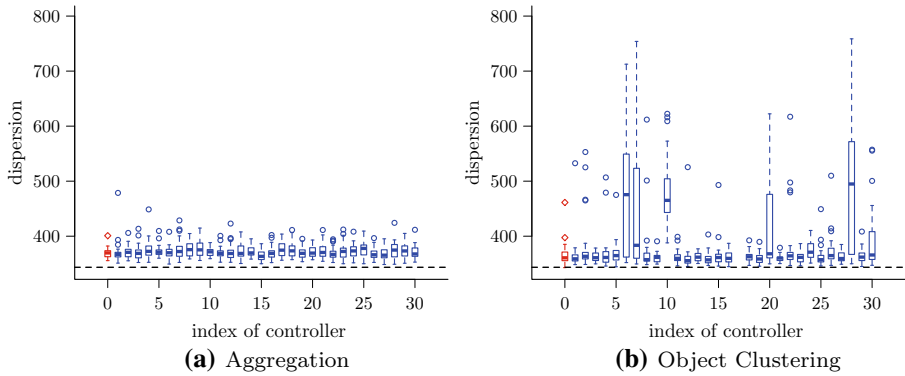 800
700
600
500
400
dispersion
0 5 10 15 20 25 30
index of controller
(a) Aggregation
800
700
600
500
400
dispersion
0 5 10 15 20 25 30
index of controller
(b) Object Clustering